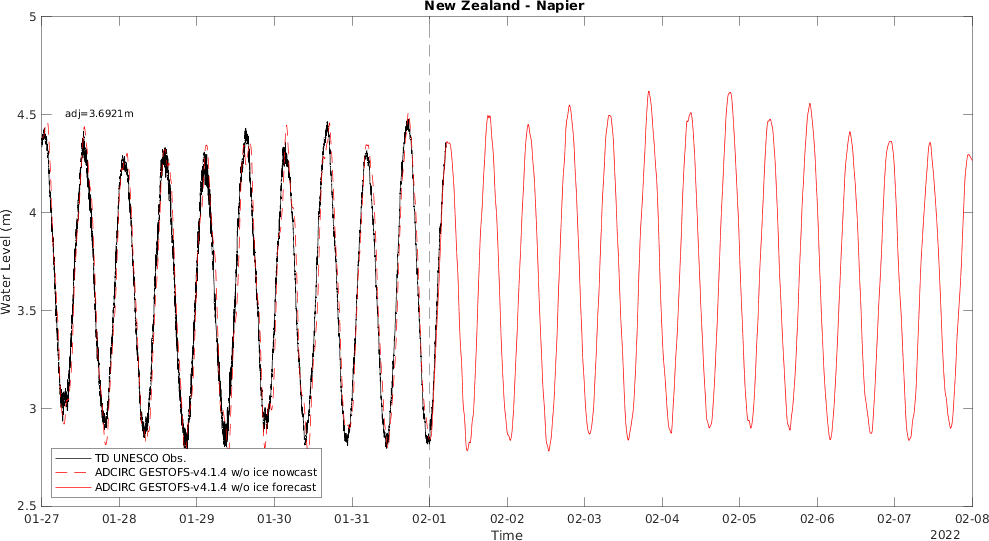 New Zealand - Napier
5
4.5
4
3.5
3
2.5
Water Level (m)
adj=3.6921m
TD UNESCO Obs.
ADCIRC GESTOFS-v4.1.4 w/o ice nowcast
ADCIRC GESTOFS-v4.1.4 w/o ice forecast
01-27 01-28 01-29 01-30 01-31 02-01 02-02 02-03 02-04 02-05 02-06 02-07 02-08
Time
2022